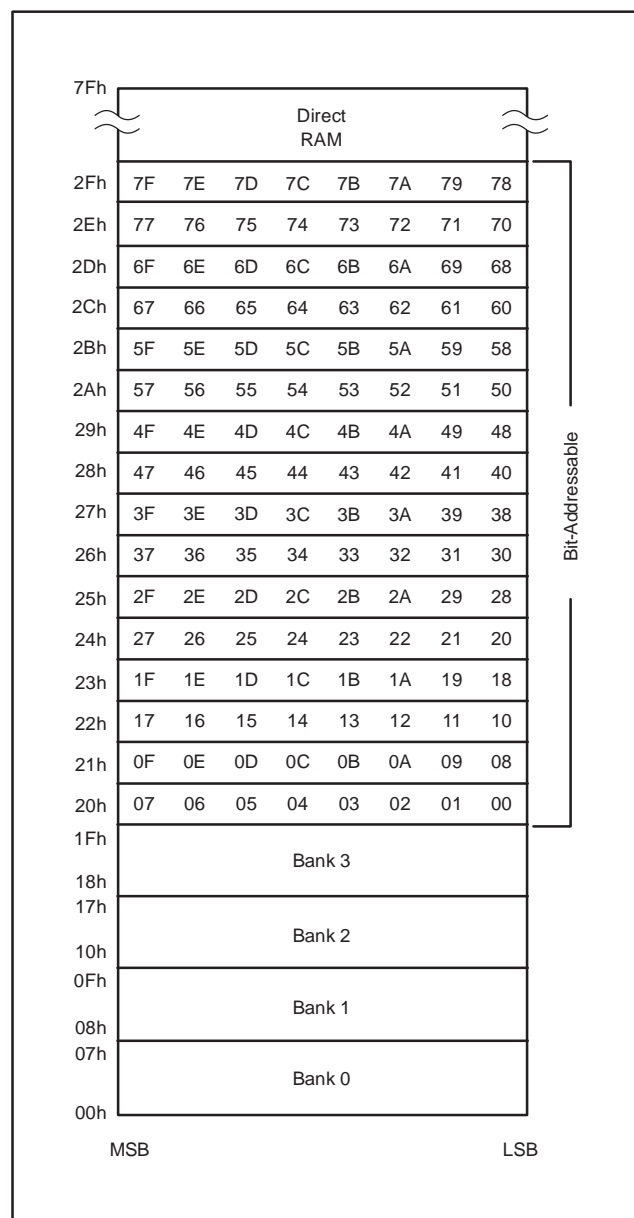 7Fh
Direct
RAM
2Fh 7F 7E 7D 7C 7B 7A 79 78
2Eh 77 76 75 74 73 72 71 70
2Dh 6F 6E 6D 6C 6B 6A 69 68
2Ch 67 66 65 64 63 62 61 60
2Bh 5F 5E 5D 5C 5B 5A 59 58
2Ah 57 56 55 54 53 52 51 50
29h 4F 4E 4D 4C 4B 4A 49 48
28h 47 46 45 44 43 42 41 40
27h 3F 3E 3D 3C 3B 3A 39 38
26h 37 36 35 34 33 32 31 30
25h 2F 2E 2D 2C 2B 2A 29 28
24h 27 26 25 24 23 22 21 20
23h 1F 1E 1D 1C 1B 1A 19 18
22h 17 16 15 14 13 12 11 10
21h 0F 0E 0D 0C 0B 0A 09 08
20h 07 06 05 04 03 02 01 00
Bit-Addressable
1Fh
Bank 3
18h
17h
Bank 2
10h
0Fh
Bank 1
08h
07h
Bank 0
00h
MSB LSB